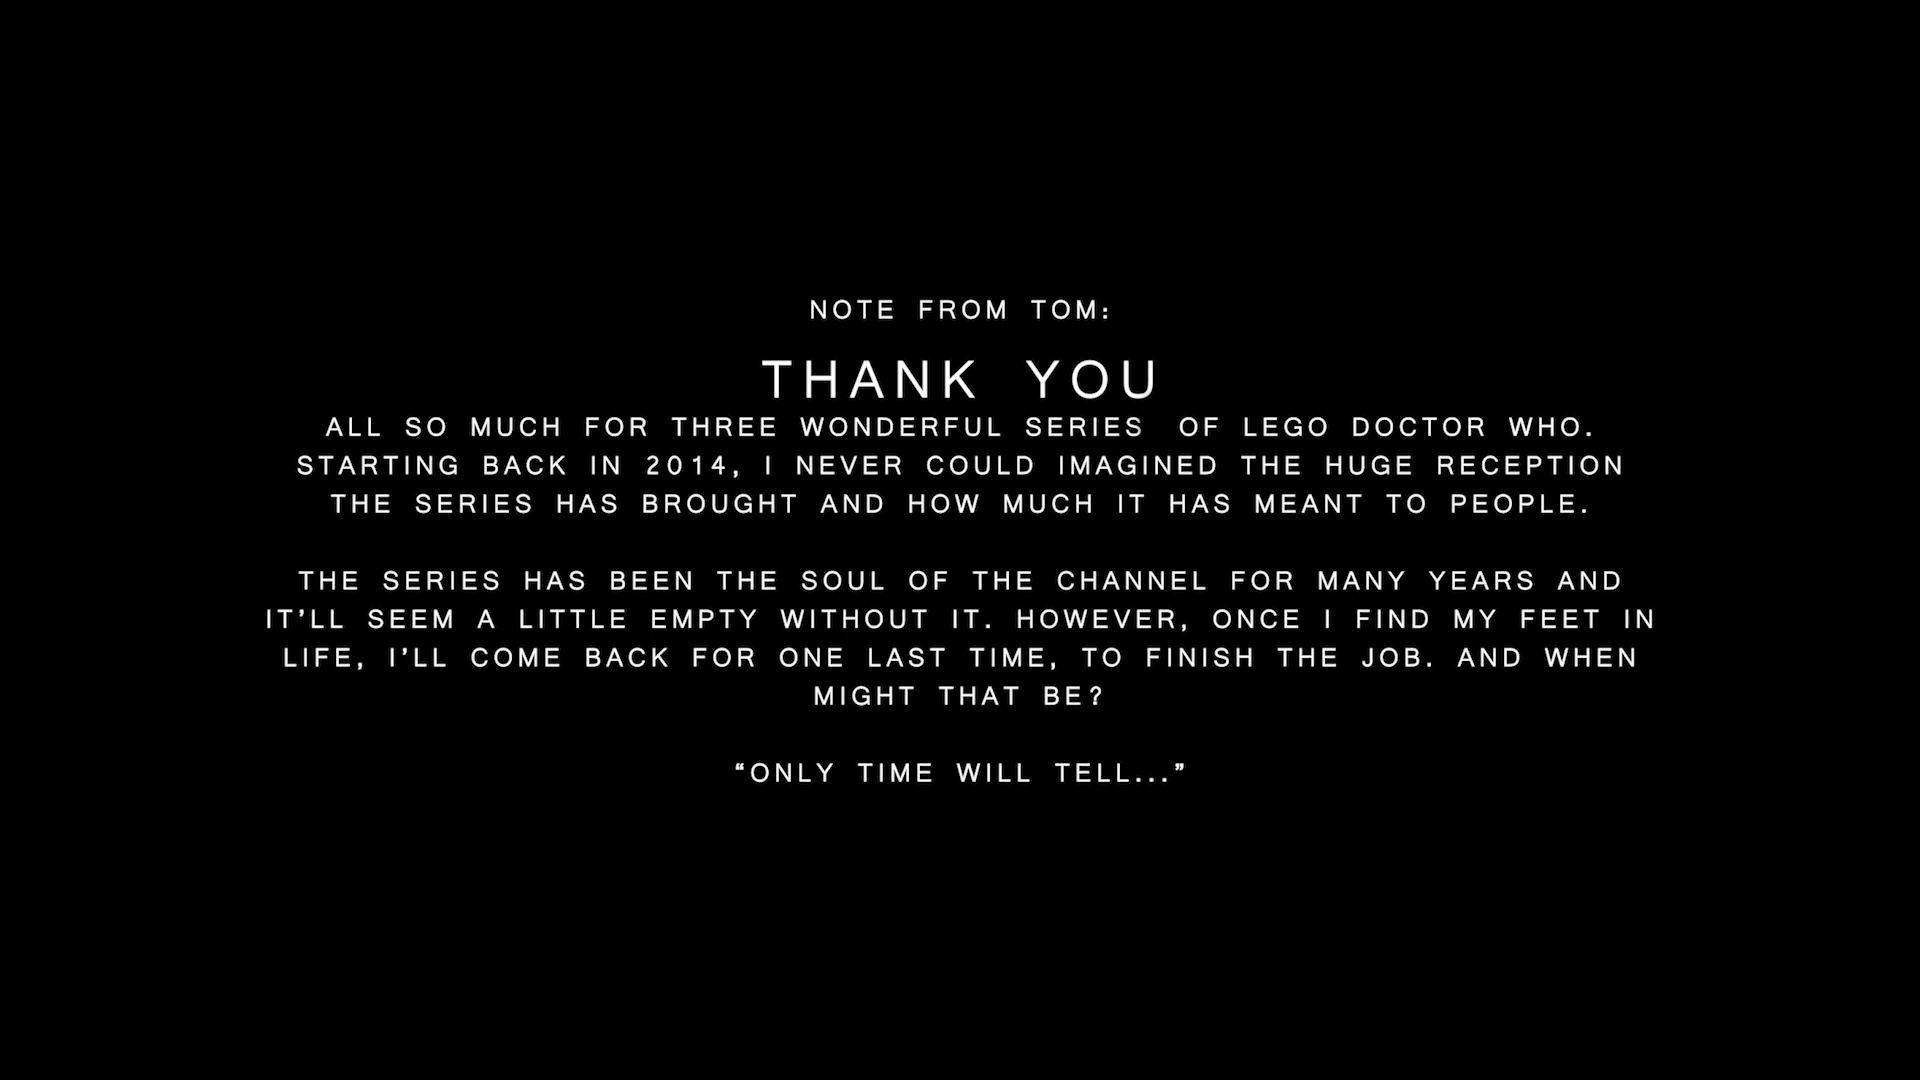 NOTE FROM TOM:
THANK YOU
ALL SO MUCH FOR THREE WONDERFUL SERIES OF LEGO DOCTOR WHO.
STARTING BACK IN 2014, I NEVER COULD IMAGINED THE HUGE RECEPTION
THE SERIES HAS BROUGHT AND HOW MUCH IT HAS MEANT TO PEOPLE.
THE SERIES HAS BEEN THE SOUL OF THE CHANNEL FOR MANY YEARS AND
IT’LL SEEM A LITTLE EMPTY WITHOUT IT. HOWEVER, ONCE I FIND MY FEET IN
LIFE, I’LL COME BACK FOR ONE LAST TIME, TO FINISH THE JOB. AND WHEN
MIGHT THAT BE?
“ONLY TIME WILL TELL...”